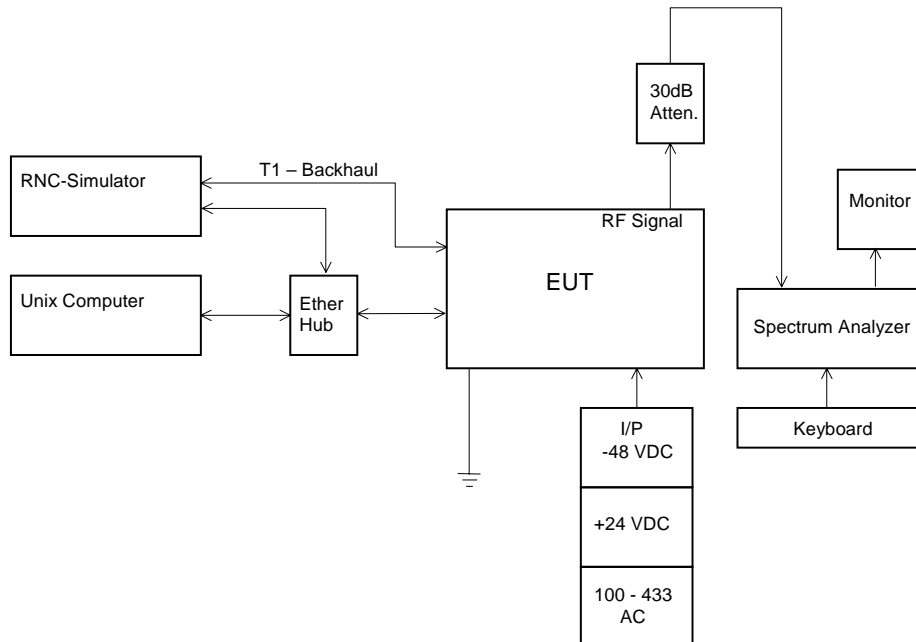 30dB
Atten.
T1 – Backhaul
RNC-Simulator
Monitor
RF Signal
EUT
Unix Computer
Ether
Hub
Spectrum Analyzer
I/P
-48 VDC
Keyboard
+24 VDC
100 - 433
AC